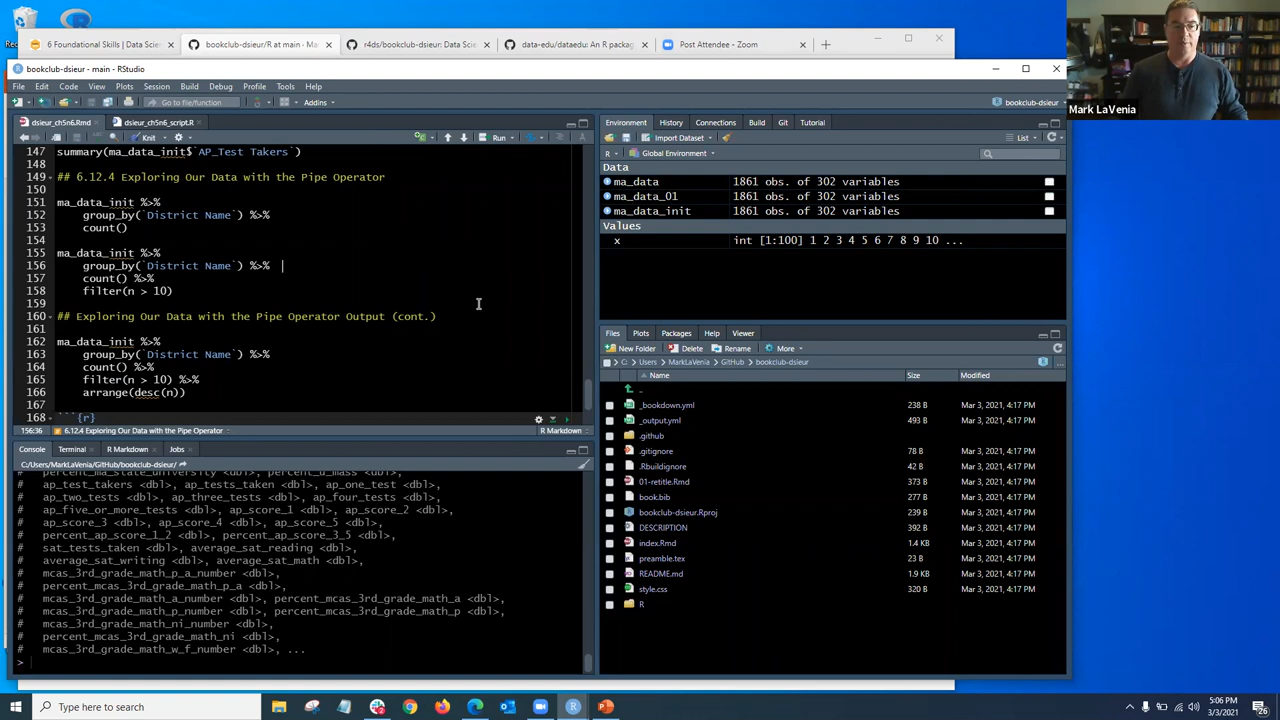 Rec
6 Foundational Skills | Data Scien
bookclub-dsieur/R at main · Ma
r4ds/bookclub-dsieur: Data Scie
data-edu/dataedu: An R package
Post Attendee - Zoom
bookclub-dsieur - main - RStudio
File Edit Code View Plots Session Build Debug Profile Tools Help
Go to file/function
Addins
bookclub-dsieur
Mark LaVenia
dsieur_ch5n6.Rmd
dsieur_ch5n6_script.R
Knit
Run
147 summary(ma_data_init$`AP_Test Takers`)
148
149 ## 6.12.4 Exploring Our Data with the Pipe Operator
150
151 ma_data_init %>%
152 group_by(`District Name`) %>%
153 count()
154
155 ma_data_init %>%
156 group_by(`District Name`) %>%
157 count() %>%
158 filter(n > 10)
159
160 ## Exploring Our Data with the Pipe Operator Output (cont.)
161
162 ma_data_init %>%
163 group_by(`District Name`) %>%
164 count() %>%
165 filter(n > 10) %>%
166 arrange(desc(n))
167
168 ```{r}
156:36
6.12.4 Exploring Our Data with the Pipe Operator
R Markdown
Console Terminal R Markdown Jobs
C:/Users/MarkLaVenia/GitHub/bookclub-dsieur/
# percent_ma_state_university <dbl>, percent_u_mass <dbl>,
# ap_test_takers <dbl>, ap_tests_taken <dbl>, ap_one_test <dbl>,
# ap_two_tests <dbl>, ap_three_tests <dbl>, ap_four_tests <dbl>,
# ap_five_or_more_tests <dbl>, ap_score_1 <dbl>, ap_score_2 <dbl>,
# ap_score_3 <dbl>, ap_score_4 <dbl>, ap_score_5 <dbl>,
# percent_ap_score_1_2 <dbl>, percent_ap_score_3_5 <dbl>,
# sat_tests_taken <dbl>, average_sat_reading <dbl>,
# average_sat_writing <dbl>, average_sat_math <dbl>,
# mcas_3rd_grade_math_p_a_number <dbl>,
# percent_mcas_3rd_grade_math_p_a <dbl>,
# mcas_3rd_grade_math_a_number <dbl>, percent_mcas_3rd_grade_math_a <dbl>,
# mcas_3rd_grade_math_p_number <dbl>, percent_mcas_3rd_grade_math_p <dbl>,
# mcas_3rd_grade_math_ni_number <dbl>,
# percent_mcas_3rd_grade_math_ni <dbl>,
# mcas_3rd_grade_math_w_f_number <dbl>, ...
>
Environment History Connections Build Git Tutorial
Import Dataset
List
R
Global Environment
Data
ma_data 1861 obs. of 302 variables
ma_data_01 1861 obs. of 302 variables
ma_data_init 1861 obs. of 302 variables
Values
x int [1:100] 1 2 3 4 5 6 7 8 9 10 ...
Files Plots Packages Help Viewer
New Folder Delete Rename More
C: Users MarkLaVenia GitHub bookclub-dsieur
Name Size Modified
..
_bookdown.yml 238 B Mar 3, 2021, 4:17 PM
_output.yml 493 B Mar 3, 2021, 4:17 PM
.github
.gitignore 78 B Mar 3, 2021, 4:17 PM
.Rbuildignore 42 B Mar 3, 2021, 4:17 PM
01-retitle.Rmd 373 B Mar 3, 2021, 4:17 PM
book.bib 277 B Mar 3, 2021, 4:17 PM
bookclub-dsieur.Rproj 239 B Mar 3, 2021, 4:17 PM
DESCRIPTION 392 B Mar 3, 2021, 4:17 PM
index.Rmd 1.4 KB Mar 3, 2021, 4:17 PM
preamble.tex 23 B Mar 3, 2021, 4:17 PM
README.md 1.9 KB Mar 3, 2021, 4:17 PM
style.css 320 B Mar 3, 2021, 4:17 PM
R
Type here to search
5:06 PM
3/3/2021
26